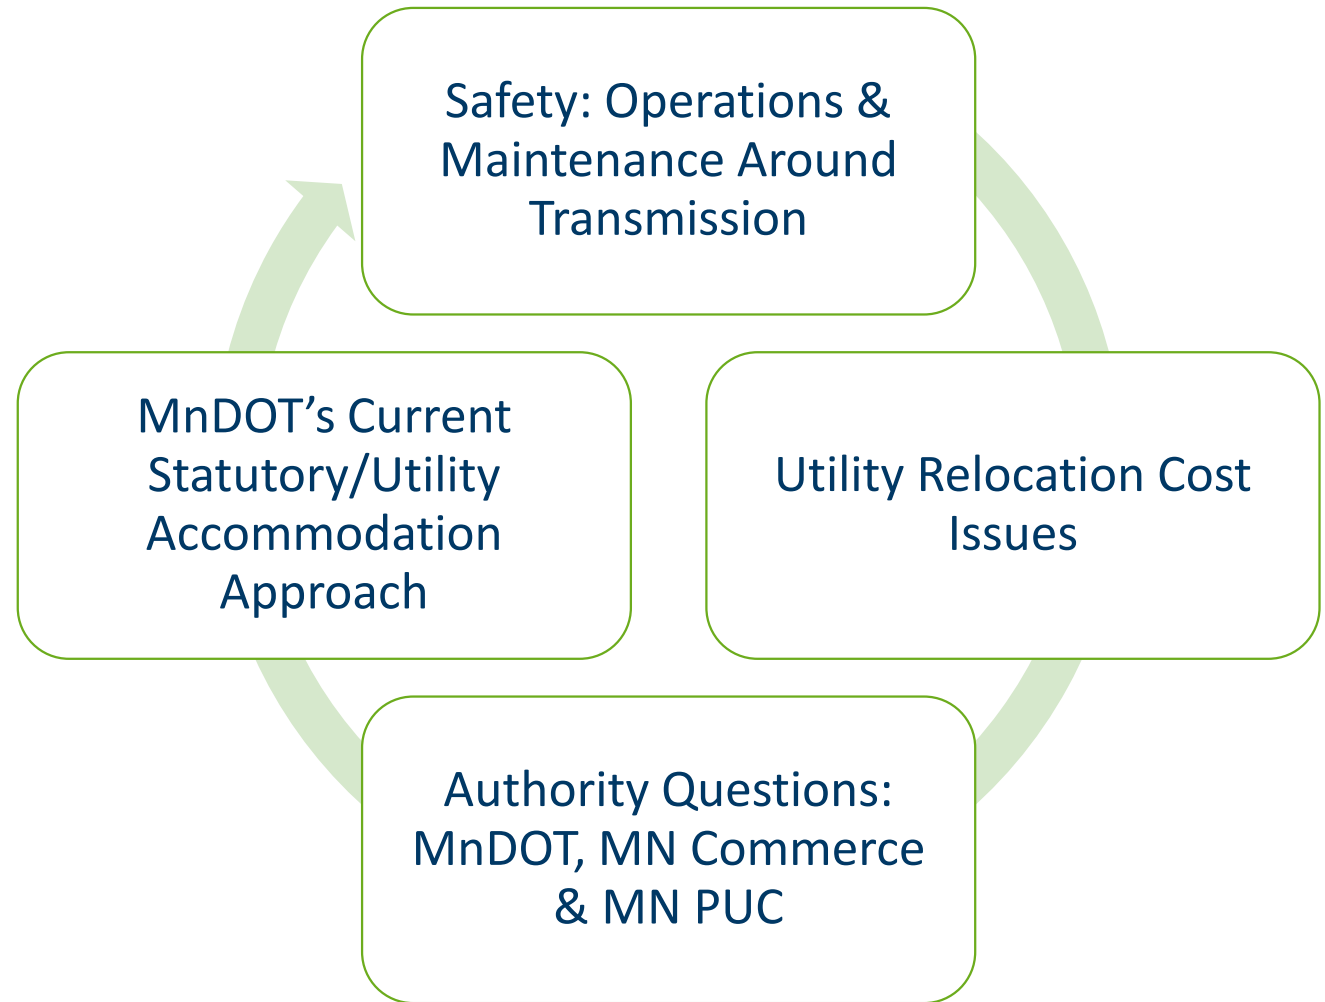 Safety: Operations &
Maintenance Around
Transmission
MnDOT’s Current
Statutory/Utility
Accommodation
Approach
Utility Relocation Cost
Issues
Authority Questions:
MnDOT, MN Commerce
& MN PUC